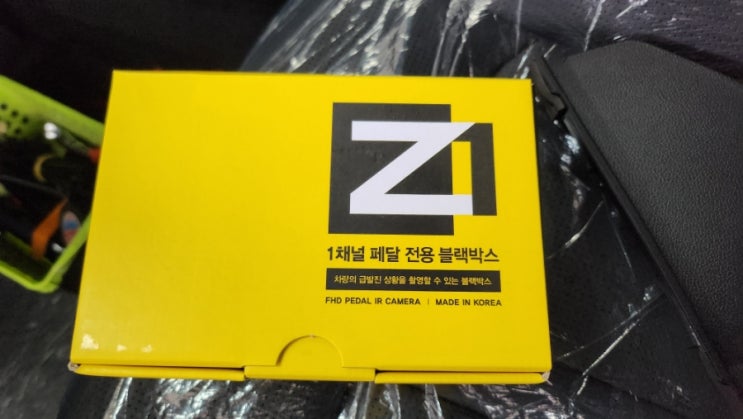 Z1
1채널 페달 전용 블랙박스
차량의 급발진 상황을 촬영할 수 있는 블랙박스
FHD PEDAL IR CAMERA | MADE IN KOREA